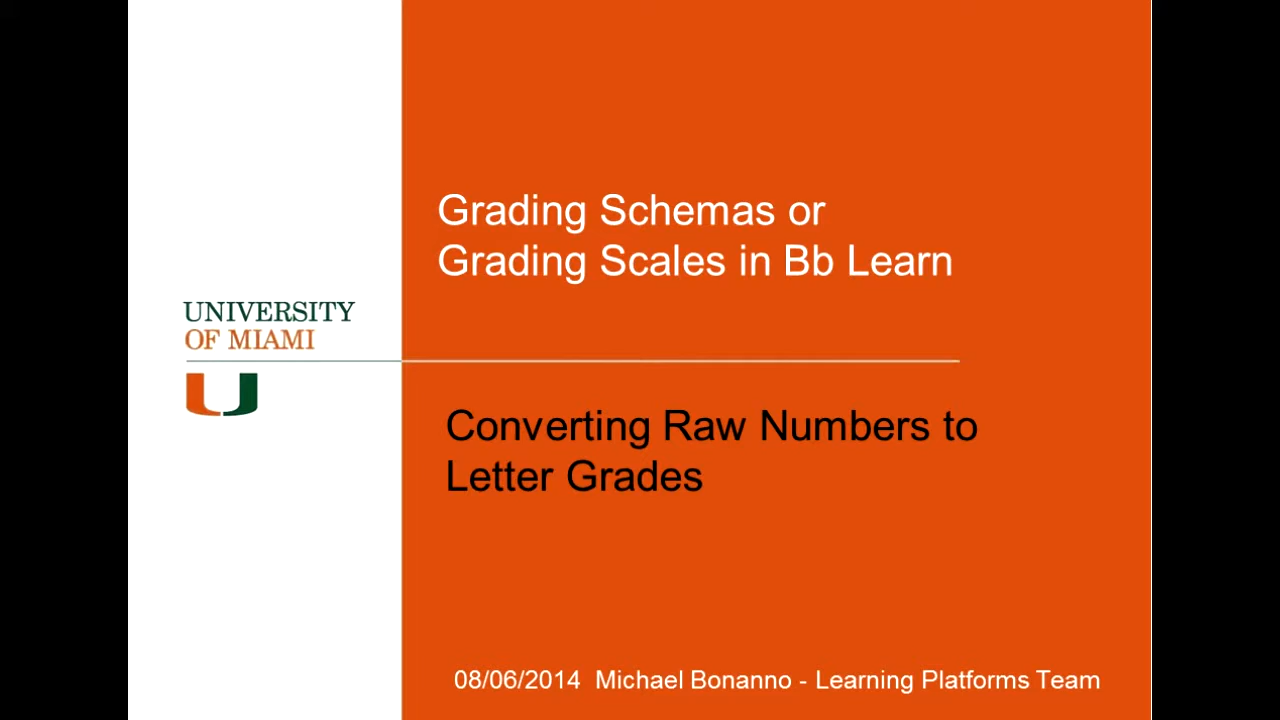 Grading Schemas or
Grading Scales in Bb Learn
UNIVERSITY
OF MIAMI
Converting Raw Numbers to
Letter Grades
08/06/2014 Michael Bonanno - Learning Platforms Team